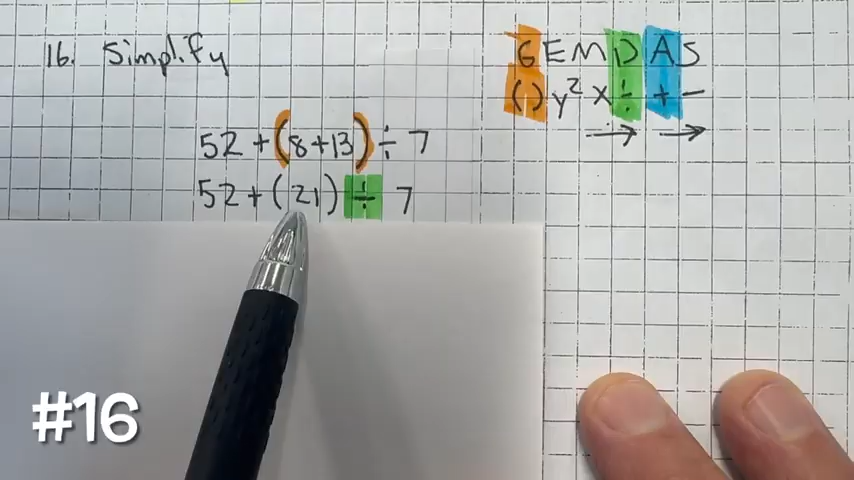 16. Simplify
GEMDAS
( ) y² × ÷ + −
52 + (8+13) ÷ 7
52 + (21) ÷ 7
#16